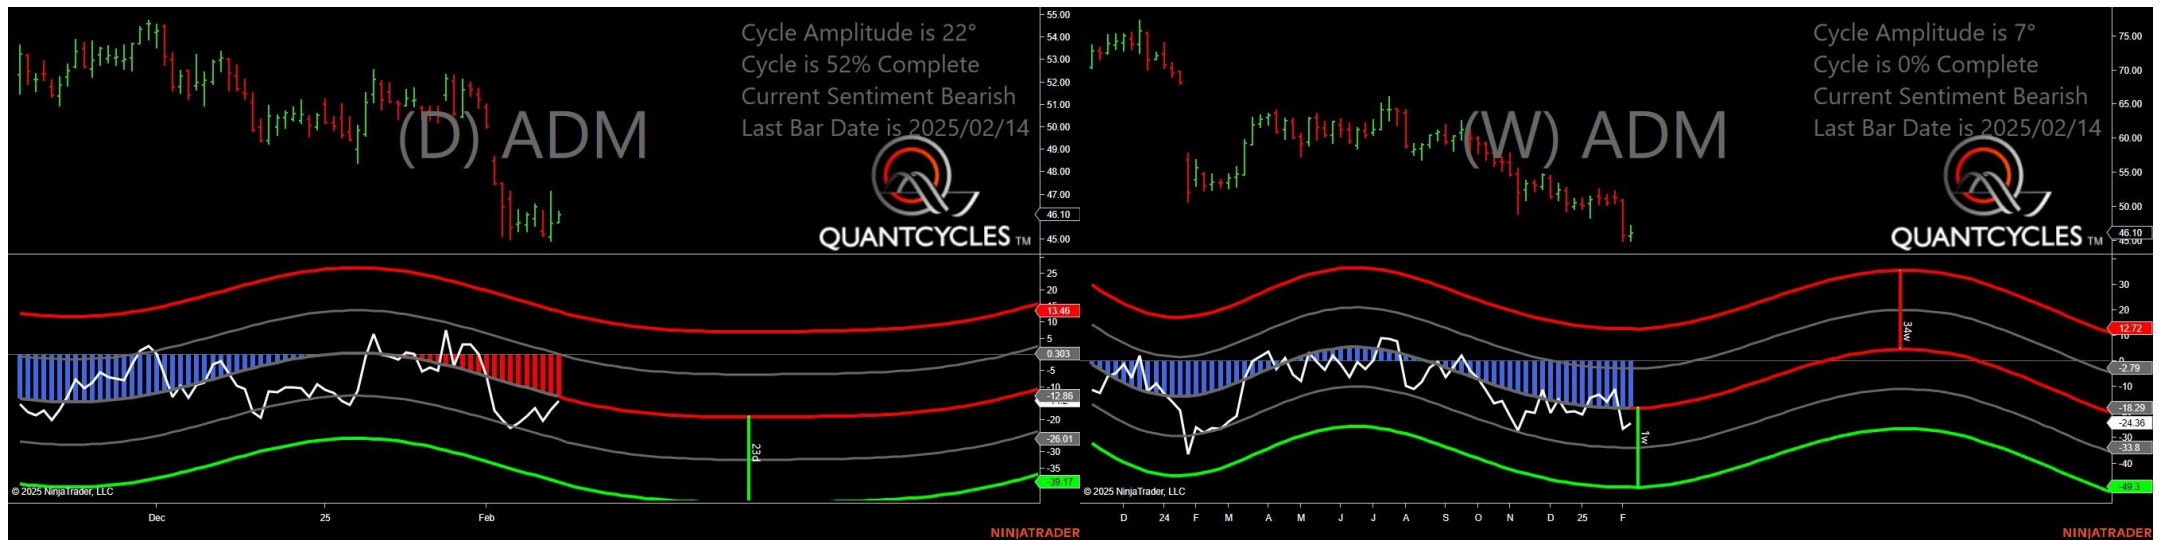 Cycle Amplitude is 22°
Cycle is 52% Complete
Current Sentiment Bearish
Last Bar Date is 2025/02/14
(D) ADM
QUANTCYCLES TM
55.00
54.00
53.00
52.00
51.00
50.00
49.00
48.00
47.00
46.10
45.00
25
20
13.46
10
5
0.303
-5
-10
-12.86
-20
-26.01
-30
-35
-39.17
23d
© 2025 NinjaTrader, LLC
Dec 25 Feb
NINJATRADER
Cycle Amplitude is 7°
Cycle is 0% Complete
Current Sentiment Bearish
Last Bar Date is 2025/02/14
(W) ADM
QUANTCYCLES TM
75.00
70.00
65.00
60.00
55.00
50.00
46.10
45.00
30
20
12.72
0
-2.79
-10
-18.29
-24.36
-30
-33.8
-40
-49.3
34w
1w
© 2025 NinjaTrader, LLC
D 24 F M A M J J A S O N D 25 F
NINJATRADER